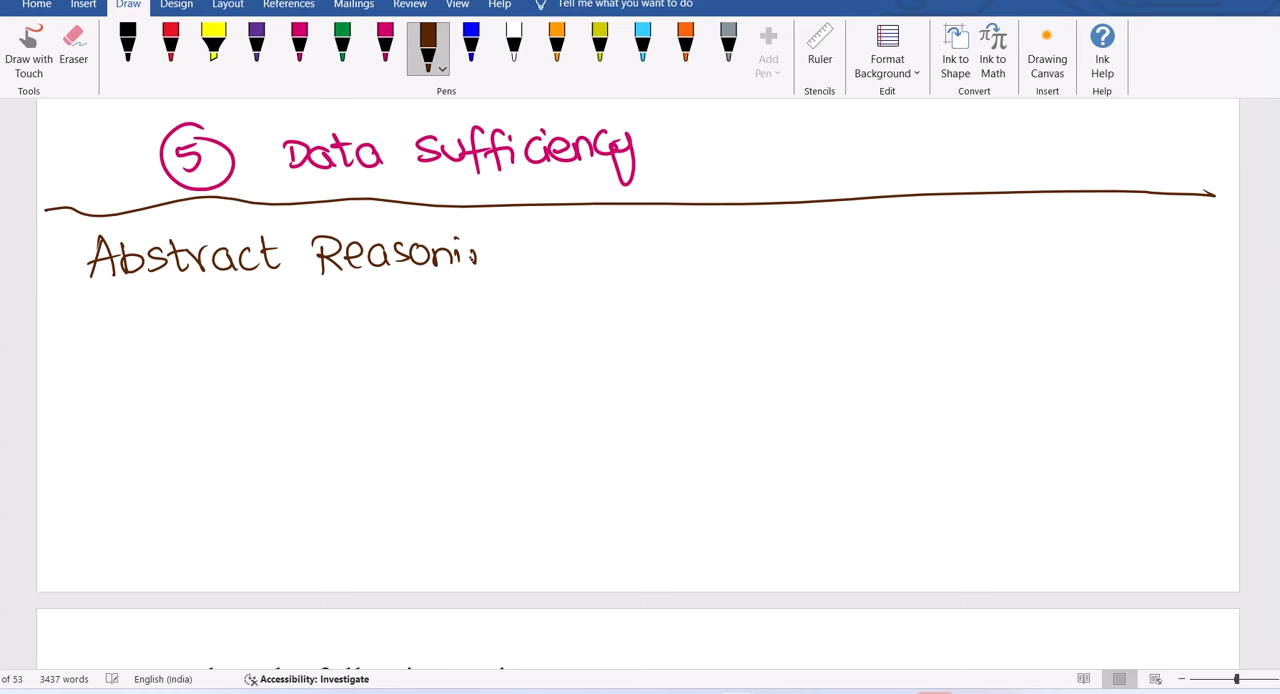 Home Insert Draw Design Layout References Mailings Review View Help Tell me what you want to do
Draw with Touch Eraser Add Pen Ruler Format Background Ink to Shape Ink to Math Drawing Canvas Ink Help
Tools Pens Stencils Edit Convert Insert Help
5 Data Sufficiency
Abstract Reasoni
of 53 3437 words English (India) Accessibility: Investigate